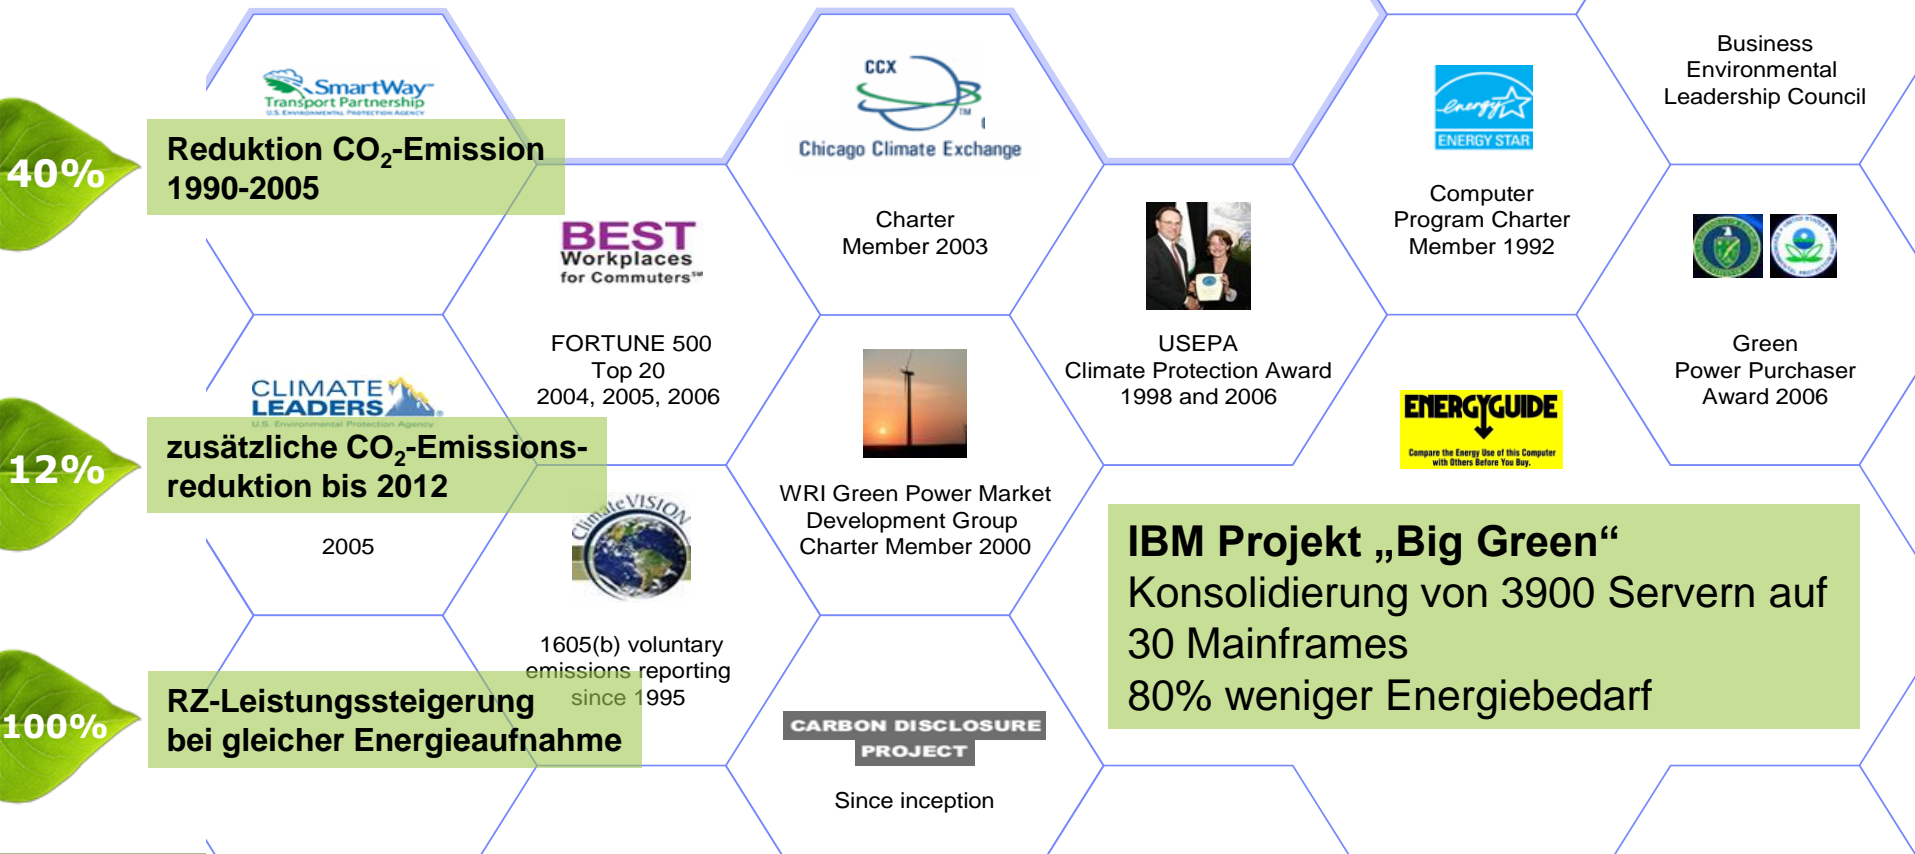 SmartWay™
Transport Partnership
U.S. ENVIRONMENTAL PROTECTION AGENCY
40%
Reduktion CO₂-Emission
1990-2005
BEST
Workplaces
for Commuters℠
FORTUNE 500
Top 20
2004, 2005, 2006
CCX
TM
Chicago Climate Exchange
Charter
Member 2003
USEPA
Climate Protection Award
1998 and 2006
energy
ENERGY STAR
Computer
Program Charter
Member 1992
Business
Environmental
Leadership Council
Green
Power Purchaser
Award 2006
CLIMATE
LEADERS®
U.S. Environmental Protection Agency
12%
zusätzliche CO₂-Emissions-
reduktion bis 2012
2005
ClimateVISION
1605(b) voluntary
emissions reporting
since 1995
WRI Green Power Market
Development Group
Charter Member 2000
ENERGYGUIDE
Compare the Energy Use of this Computer
with Others Before You Buy.
100%
RZ-Leistungssteigerung
bei gleicher Energieaufnahme
CARBON DISCLOSURE
PROJECT
Since inception
IBM Projekt „Big Green“
Konsolidierung von 3900 Servern auf
30 Mainframes
80% weniger Energiebedarf